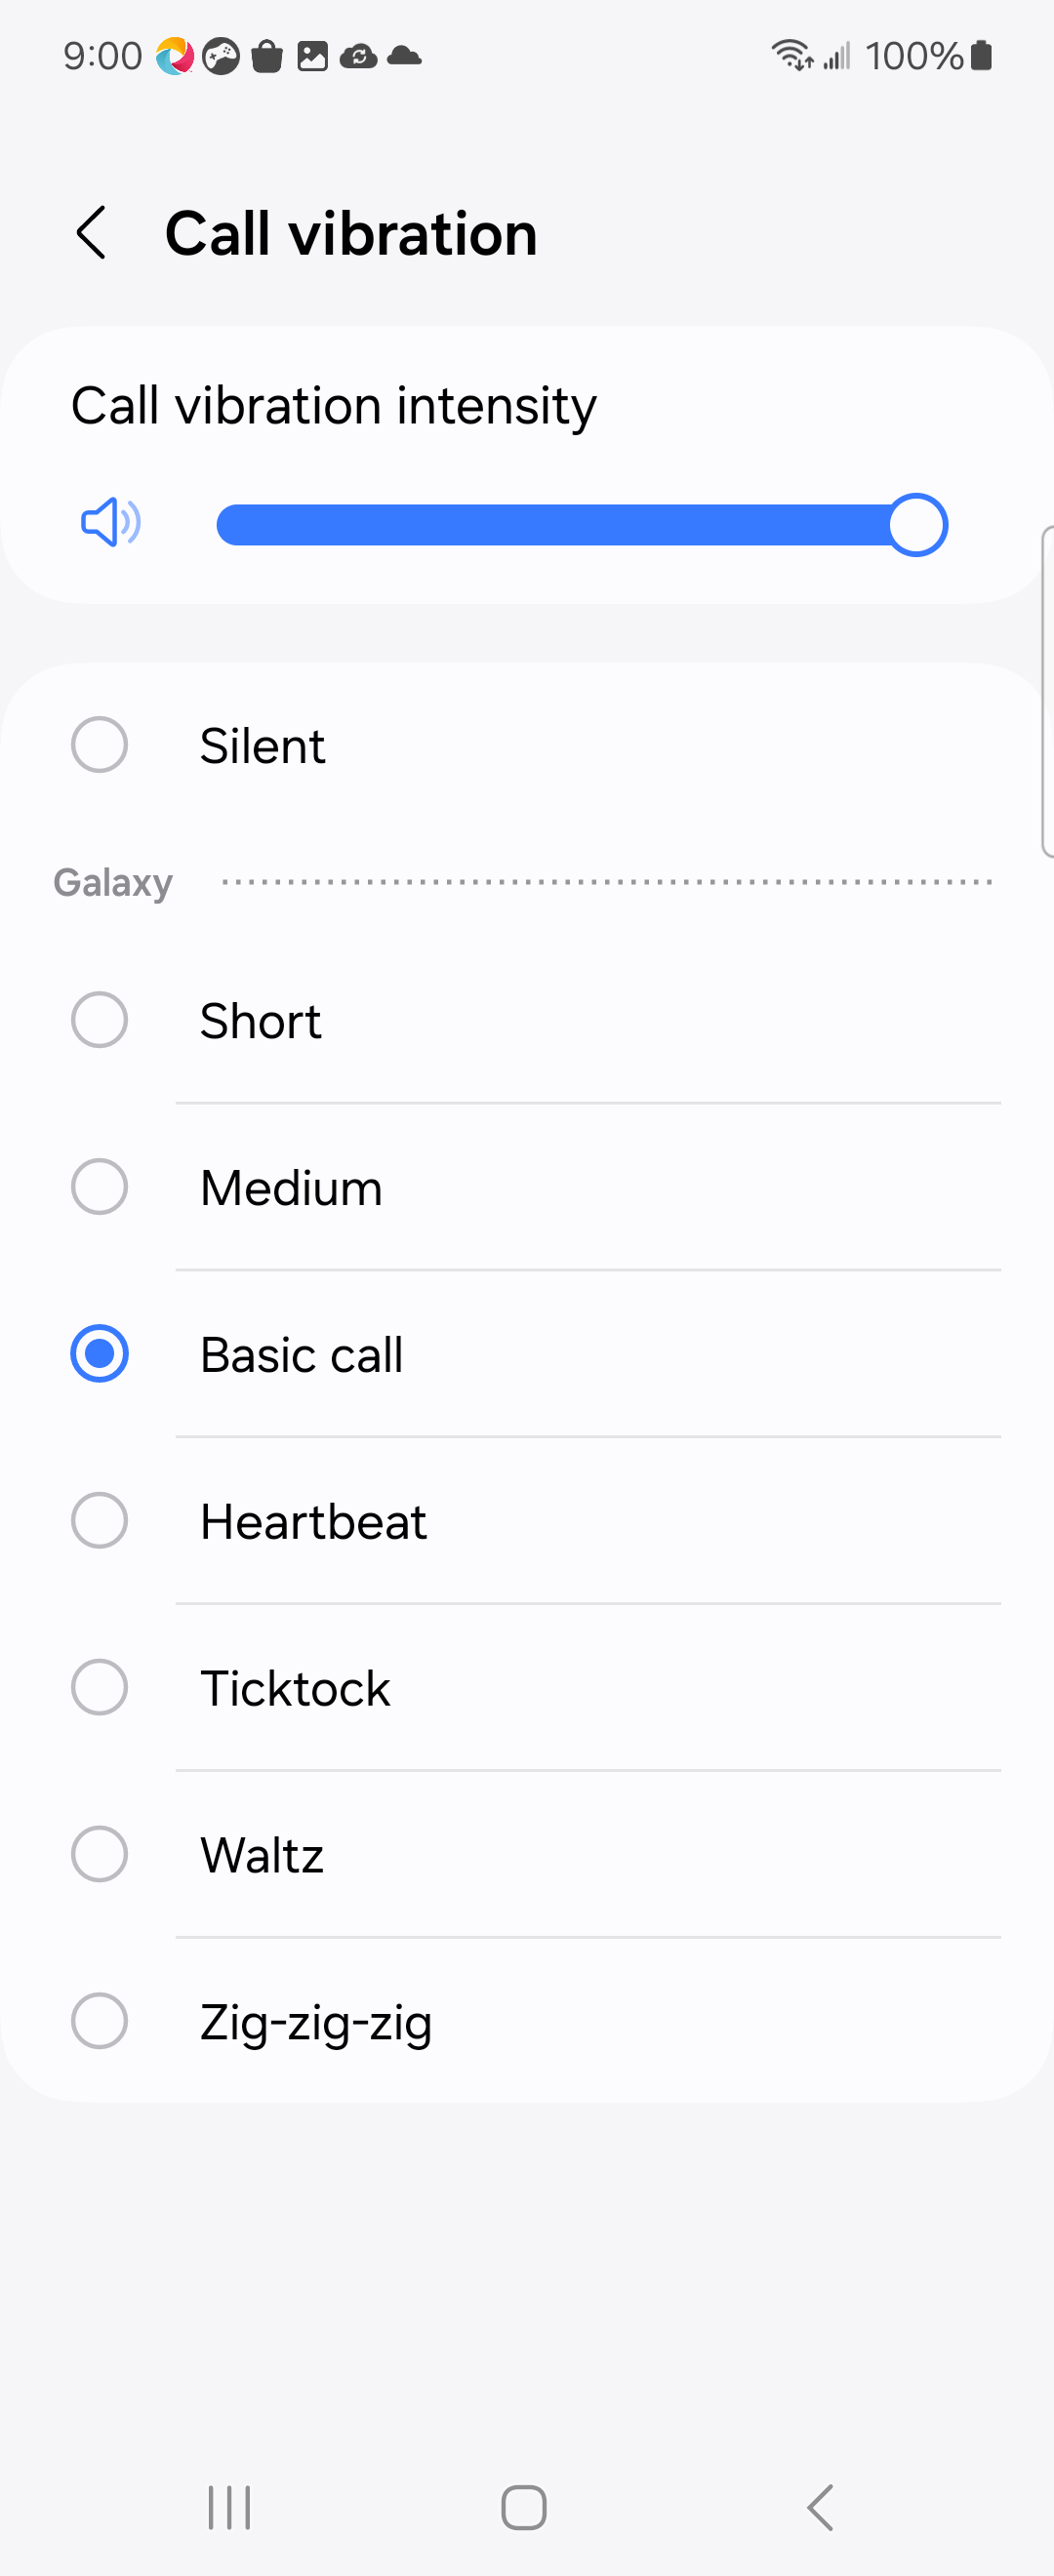 9:00 100%
Call vibration
Call vibration intensity
Silent
Galaxy
Short
Medium
Basic call
Heartbeat
Ticktock
Waltz
Zig-zig-zig